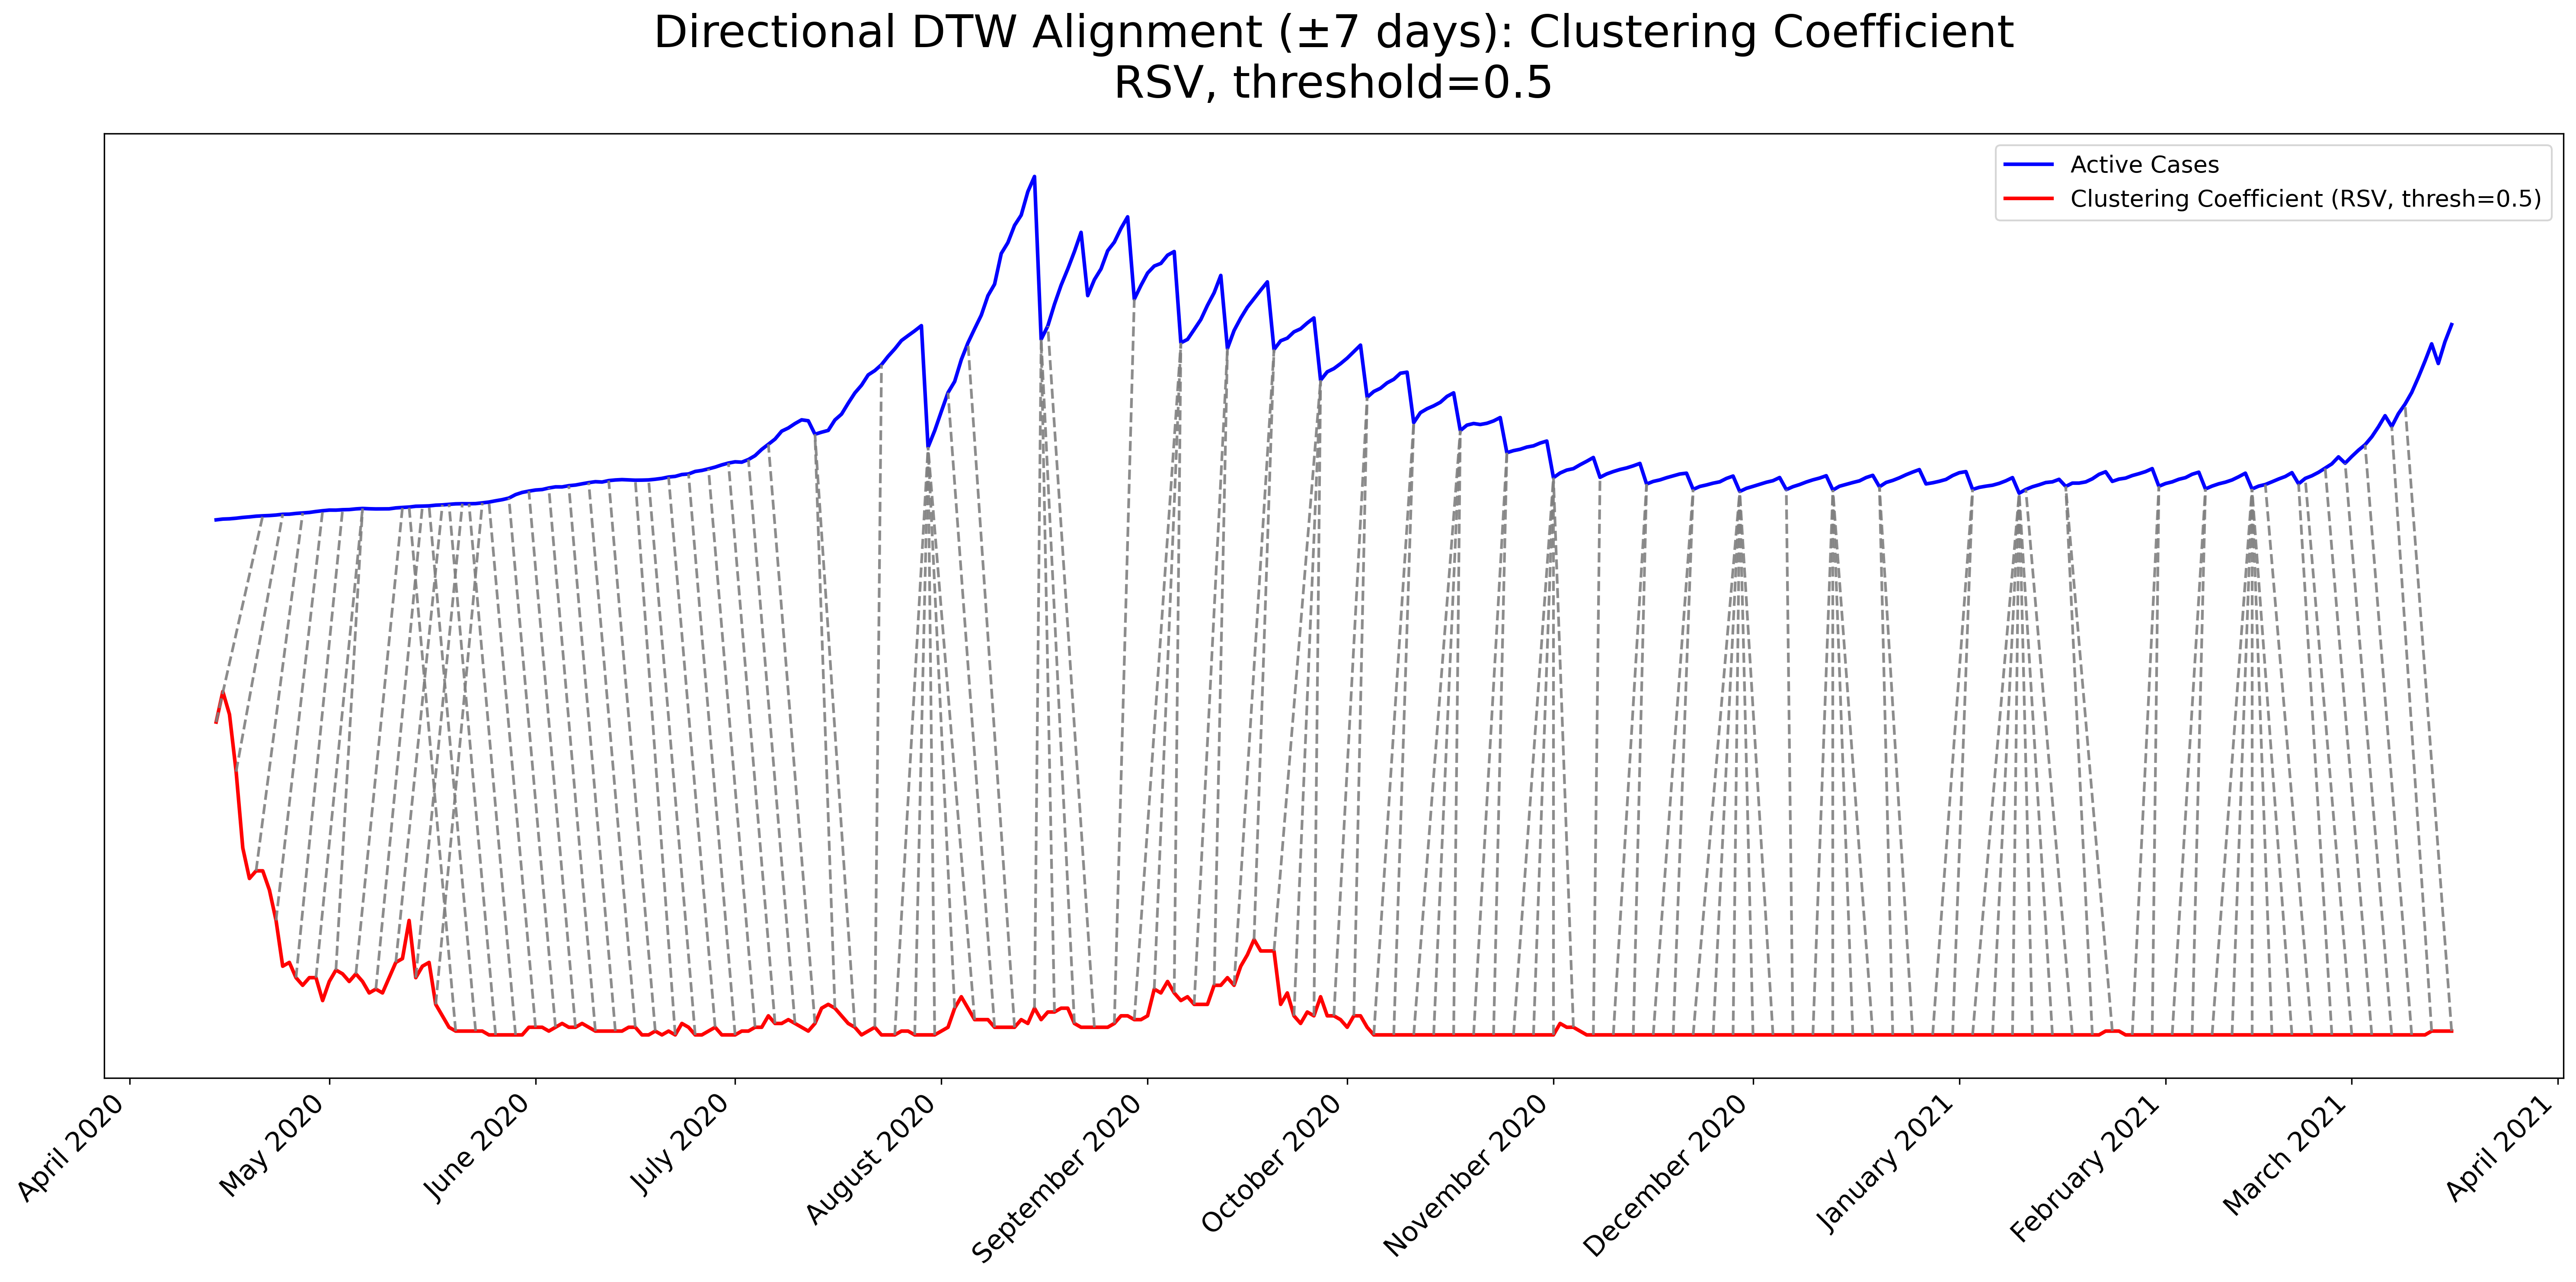 Directional DTW Alignment (±7 days): Clustering Coefficient
RSV, threshold=0.5
Active Cases
Clustering Coefficient (RSV, thresh=0.5)
April 2020
May 2020
June 2020
July 2020
August 2020
September 2020
October 2020
November 2020
December 2020
January 2021
February 2021
March 2021
April 2021